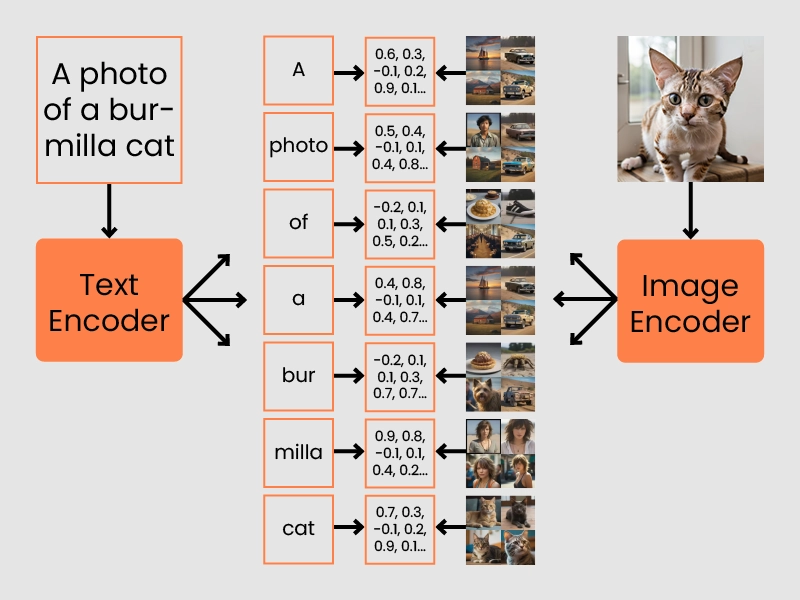 A photo
of a bur-
milla cat
Text
Encoder
A
0.6, 0.3,
-0.1, 0.2,
0.9, 0.1...
photo
0.5, 0.4,
-0.1, 0.1,
0.4, 0.8...
of
-0.2, 0.1,
0.1, 0.3,
0.5, 0.2...
a
0.4, 0.8,
-0.1, 0.1,
0.4, 0.7...
bur
-0.2, 0.1,
0.1, 0.3,
0.7, 0.7...
milla
0.9, 0.8,
-0.1, 0.1,
0.4, 0.2...
cat
0.7, 0.3,
-0.1, 0.2,
0.9, 0.1...
Image
Encoder